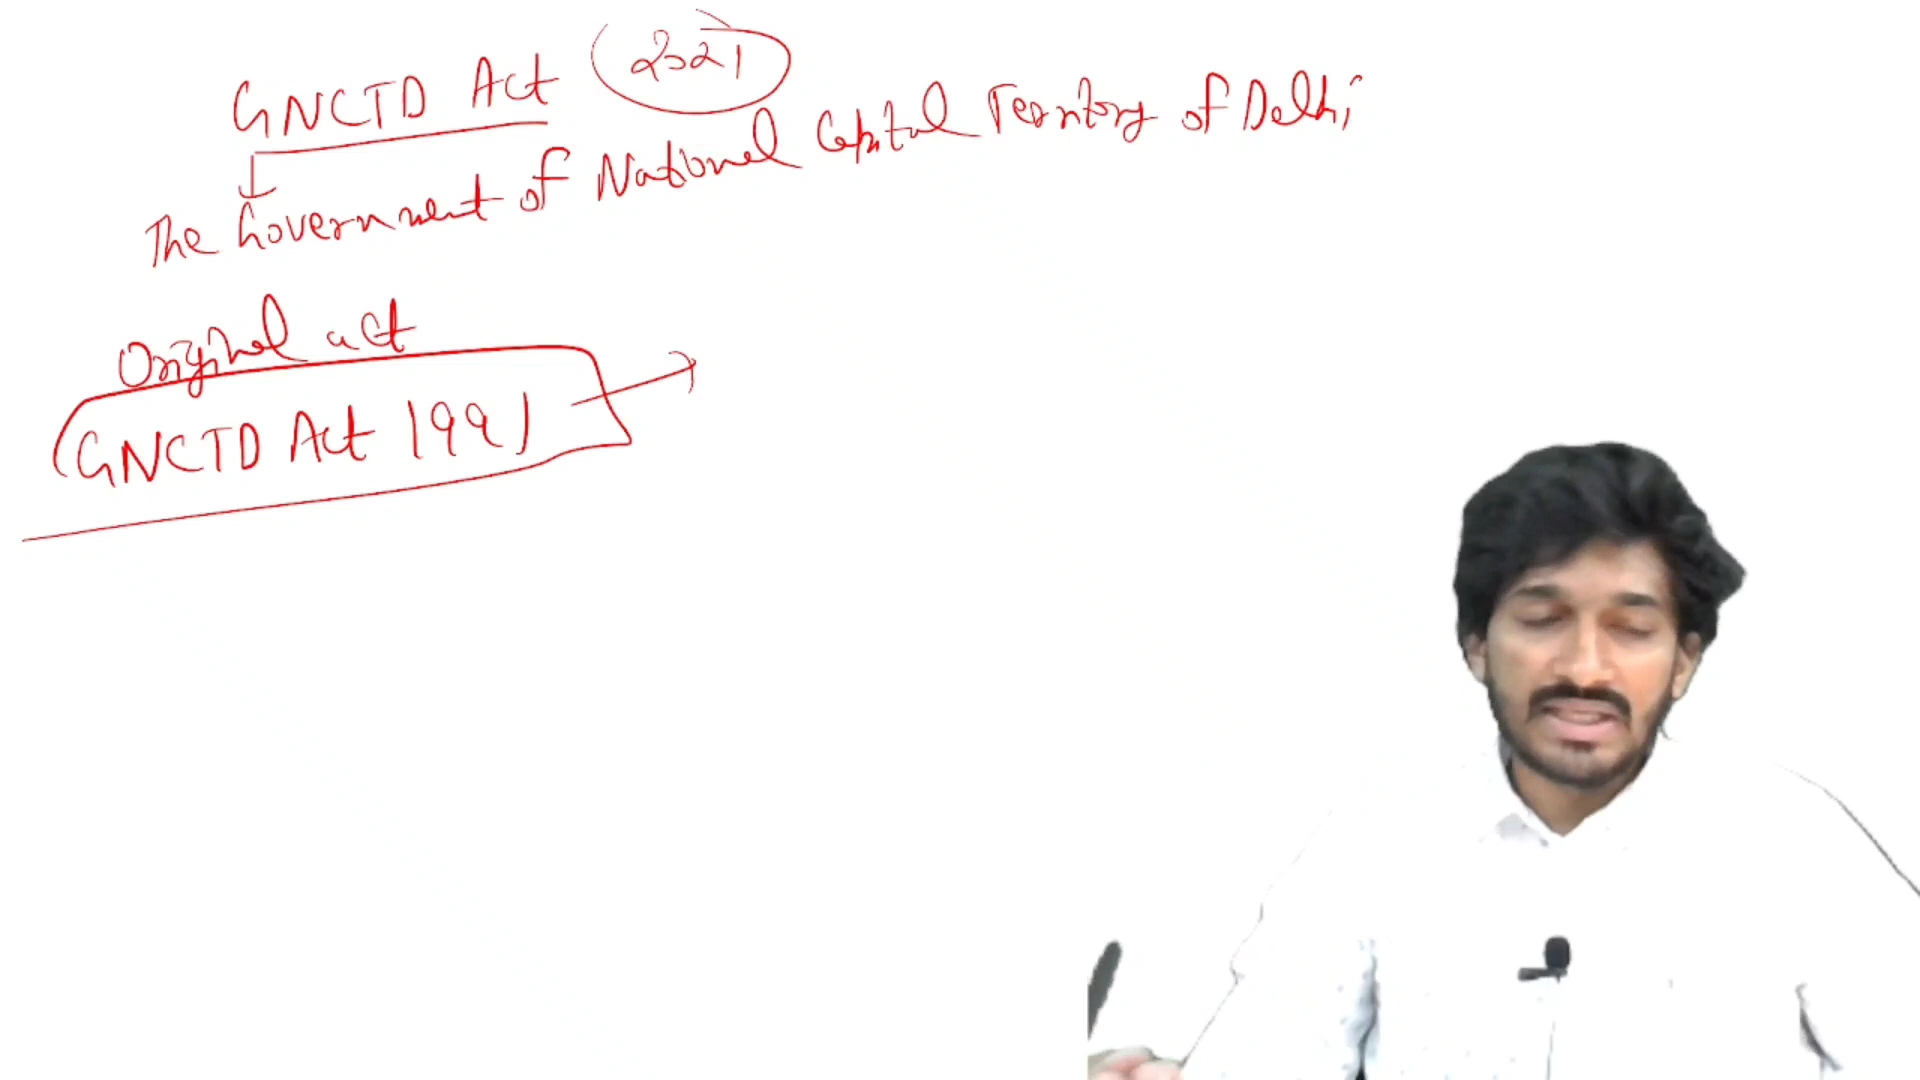 GNCTD Act 2021
The Government of National Capital Territory of Delhi
Original act
GNCTD Act 1991